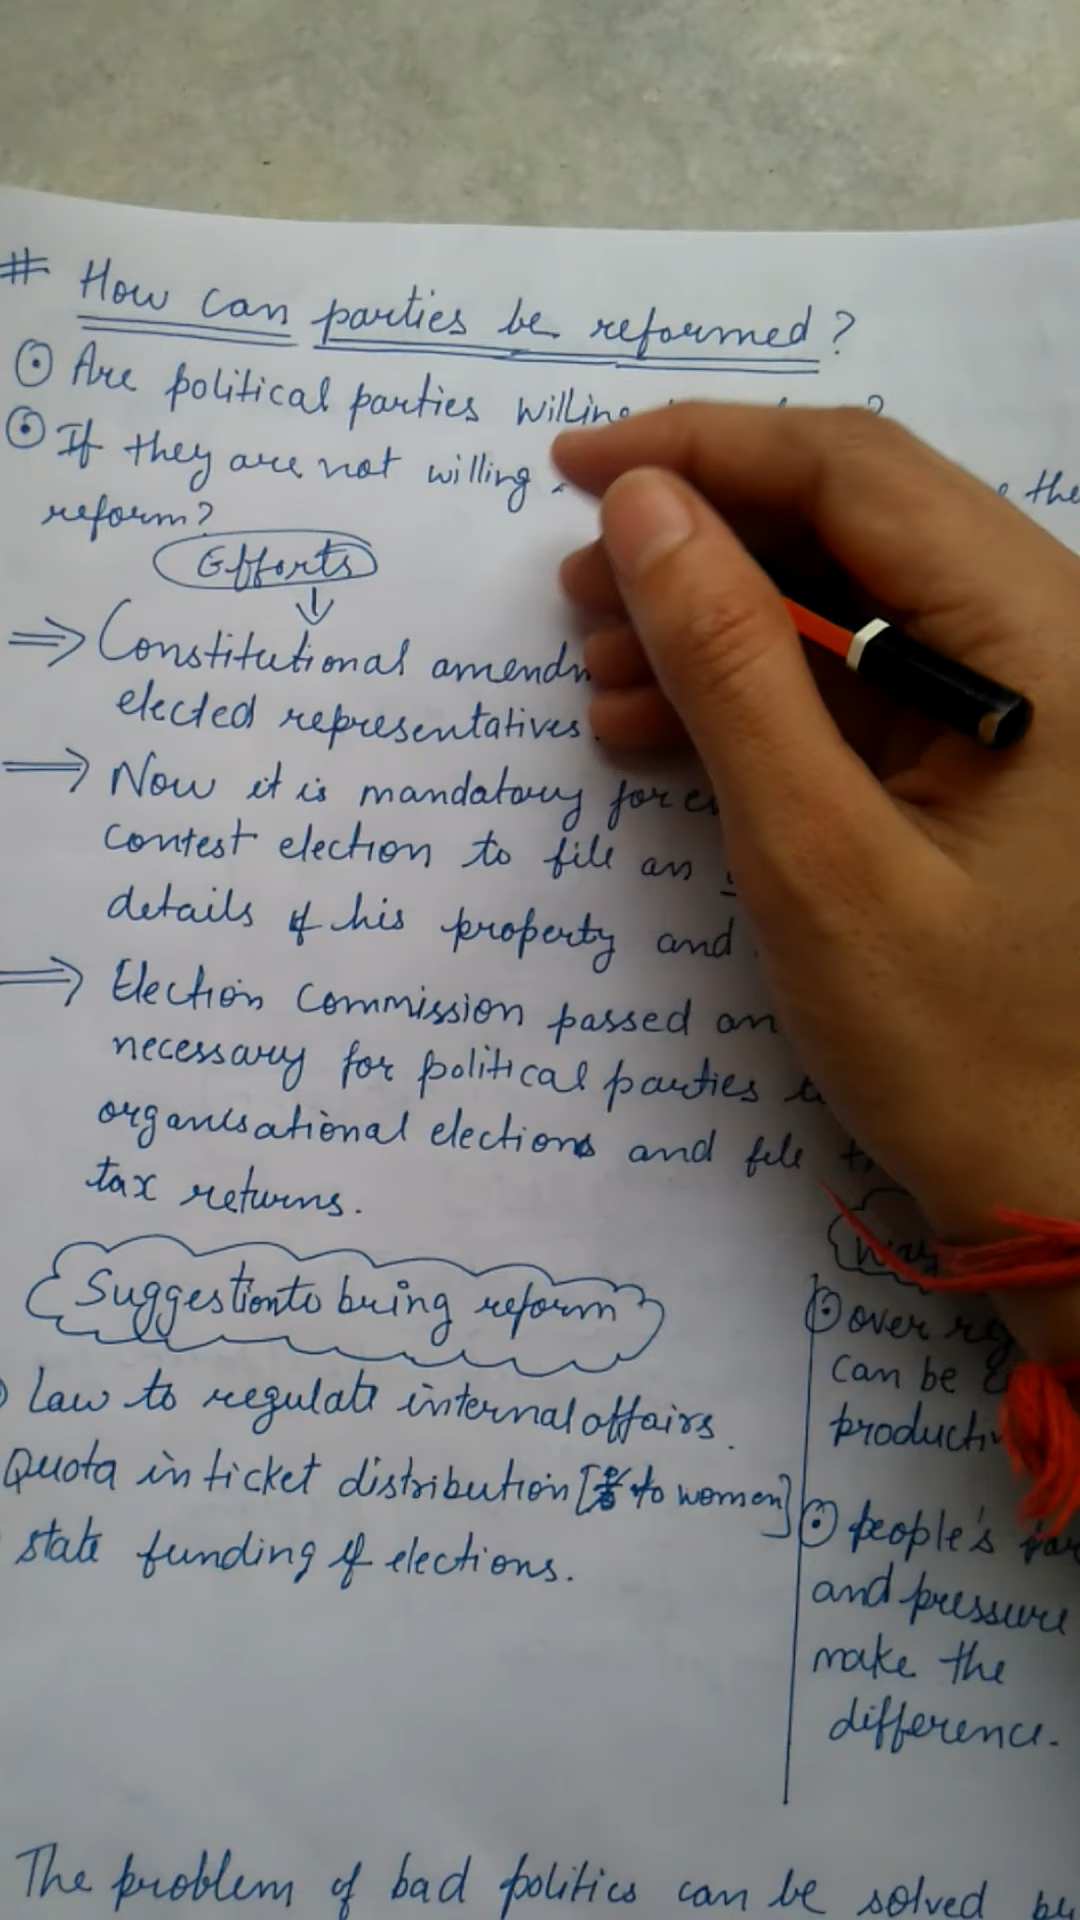 # How can parties be reformed?
Are political parties willing
If they are not willing
reform?
Efforts
⇒ Constitutional
elected representatives.
⇒ Now it is mandatory for
contest election to file an
details of his property and
⇒ Election Commission passed an
necessary for political parties
organisational elections and file
tax returns.
Suggestion to bring reform
Law to regulate internal affairs.
Quota in ticket distribution [to women]
state funding of elections.
over
can be
people's
and pressure
make the
difference.
The problem of bad politics can be solved by